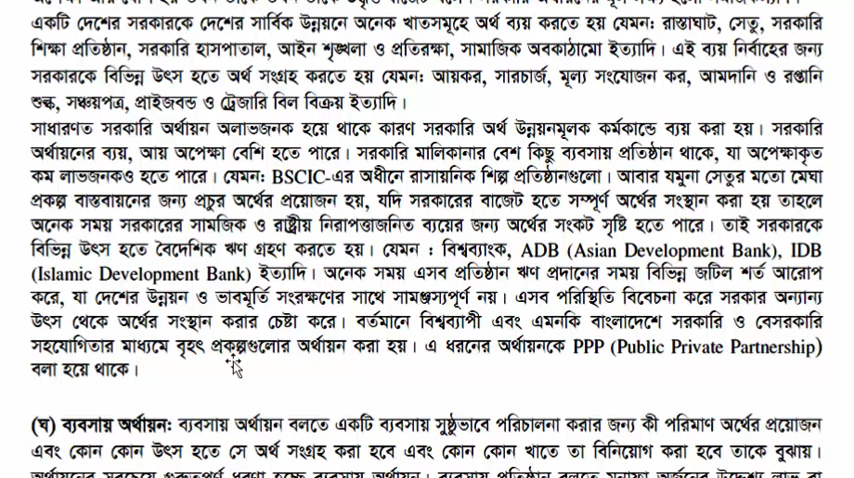 একটি দেশের সরকারকে দেশের সার্বিক উন্নয়নে অনেক খাতসমূহে অর্থ ব্যয় করতে হয় যেমন: রাস্তাঘাট, সেতু, সরকারি
শিক্ষা প্রতিষ্ঠান, সরকারি হাসপাতাল, আইন শৃঙ্খলা ও প্রতিরক্ষা, সামাজিক অবকাঠামো ইত্যাদি। এই ব্যয় নির্বাহের জন্য
সরকারকে বিভিন্ন উৎস হতে অর্থ সংগ্রহ করতে হয় যেমন: আয়কর, সারচার্জ, মূল্য সংযোজন কর, আমদানি ও রপ্তানি
শুল্ক, সঞ্চয়পত্র, প্রাইজবন্ড ও ট্রেজারি বিল বিক্রয় ইত্যাদি।
সাধারণত সরকারি অর্থায়ন অলাভজনক হয়ে থাকে কারণ সরকারি অর্থ উন্নয়নমূলক কর্মকান্ডে ব্যয় করা হয়। সরকারি
অর্থায়নের ব্যয়, আয় অপেক্ষা বেশি হতে পারে। সরকারি মালিকানার বেশ কিছু ব্যবসায় প্রতিষ্ঠান থাকে, যা অপেক্ষাকৃত
কম লাভজনকও হতে পারে। যেমন: BSCIC-এর অধীনে রাসায়নিক শিল্প প্রতিষ্ঠানগুলো। আবার যমুনা সেতুর মতো মেঘা
প্রকল্প বাস্তবায়নের জন্য প্রচুর অর্থের প্রয়োজন হয়, যদি সরকারের বাজেট হতে সম্পূর্ণ অর্থের সংস্থান করা হয় তাহলে
অনেক সময় সরকারের সামজিক ও রাষ্ট্রীয় নিরাপত্তাজনিত ব্যয়ের জন্য অর্থের সংকট সৃষ্টি হতে পারে। তাই সরকারকে
বিভিন্ন উৎস হতে বৈদেশিক ঋণ গ্রহণ করতে হয়। যেমন : বিশ্বব্যাংক, ADB (Asian Development Bank), IDB
(Islamic Development Bank) ইত্যাদি। অনেক সময় এসব প্রতিষ্ঠান ঋণ প্রদানের সময় বিভিন্ন জটিল শর্ত আরোপ
করে, যা দেশের উন্নয়ন ও ভাবমূর্তি সংরক্ষণের সাথে সামঞ্জস্যপূর্ণ নয়। এসব পরিস্থিতি বিবেচনা করে সরকার অন্যান্য
উৎস থেকে অর্থের সংস্থান করার চেষ্টা করে। বর্তমানে বিশ্বব্যাপী এবং এমনকি বাংলাদেশে সরকারি ও বেসরকারি
সহযোগিতার মাধ্যমে বৃহৎ প্রকল্পগুলোর অর্থায়ন করা হয়। এ ধরনের অর্থায়নকে PPP (Public Private Partnership)
বলা হয়ে থাকে।
(ঘ) ব্যবসায় অর্থায়ন: ব্যবসায় অর্থায়ন বলতে একটি ব্যবসায় সুষ্ঠুভাবে পরিচালনা করার জন্য কী পরিমাণ অর্থের প্রয়োজন
এবং কোন কোন উৎস হতে সে অর্থ সংগ্রহ করা হবে এবং কোন কোন খাতে তা বিনিয়োগ করা হবে তাকে বুঝায়।